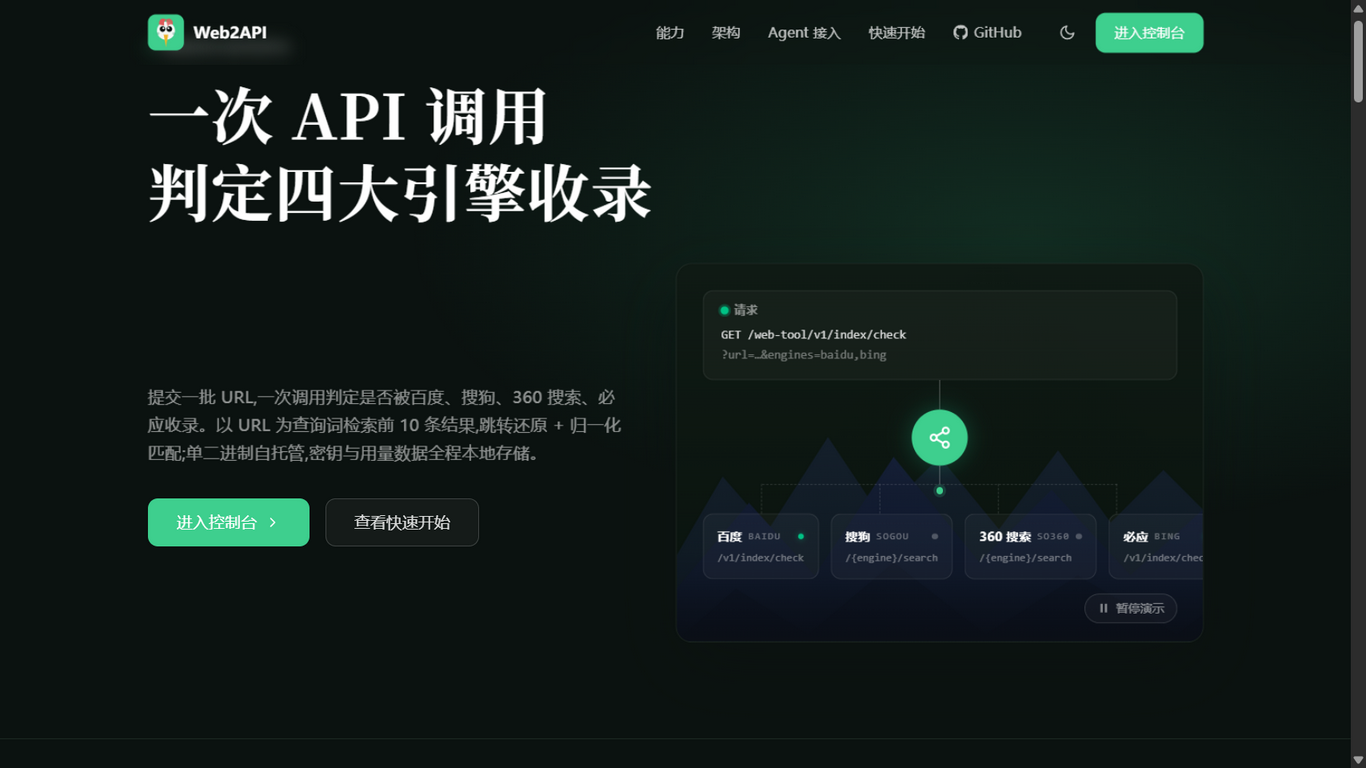 Web2API
能力
架构
Agent 接入
快速开始
GitHub
进入控制台
一次 API 调用
判定四大引擎收录
提交一批 URL,一次调用判定是否被百度、搜狗、360 搜索、必
应收录。以 URL 为查询词检索前 10 条结果,跳转还原 + 归一化
匹配;单二进制自托管,密钥与用量数据全程本地存储。
进入控制台
查看快速开始
请求
GET /web-tool/v1/index/check
?url=…&engines=baidu,bing
百度 BAIDU
/v1/index/check
搜狗 SOGOU
/{engine}/search
360 搜索 SO360
/{engine}/search
必应 BING
/v1/index/chec
暂停演示